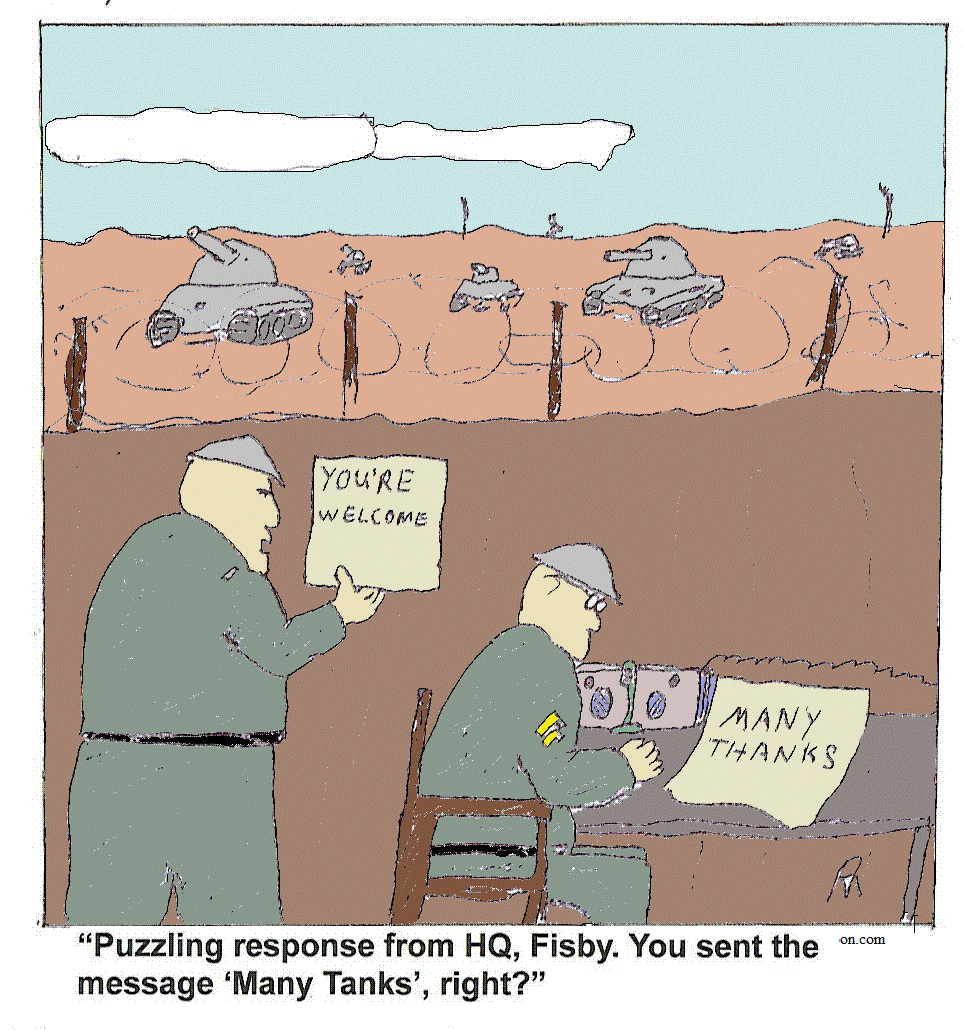 YOU'RE
WELCOME
MANY
THANKS
“Puzzling response from HQ, Fisby. You sent the
message ‘Many Tanks’, right?”
on.com